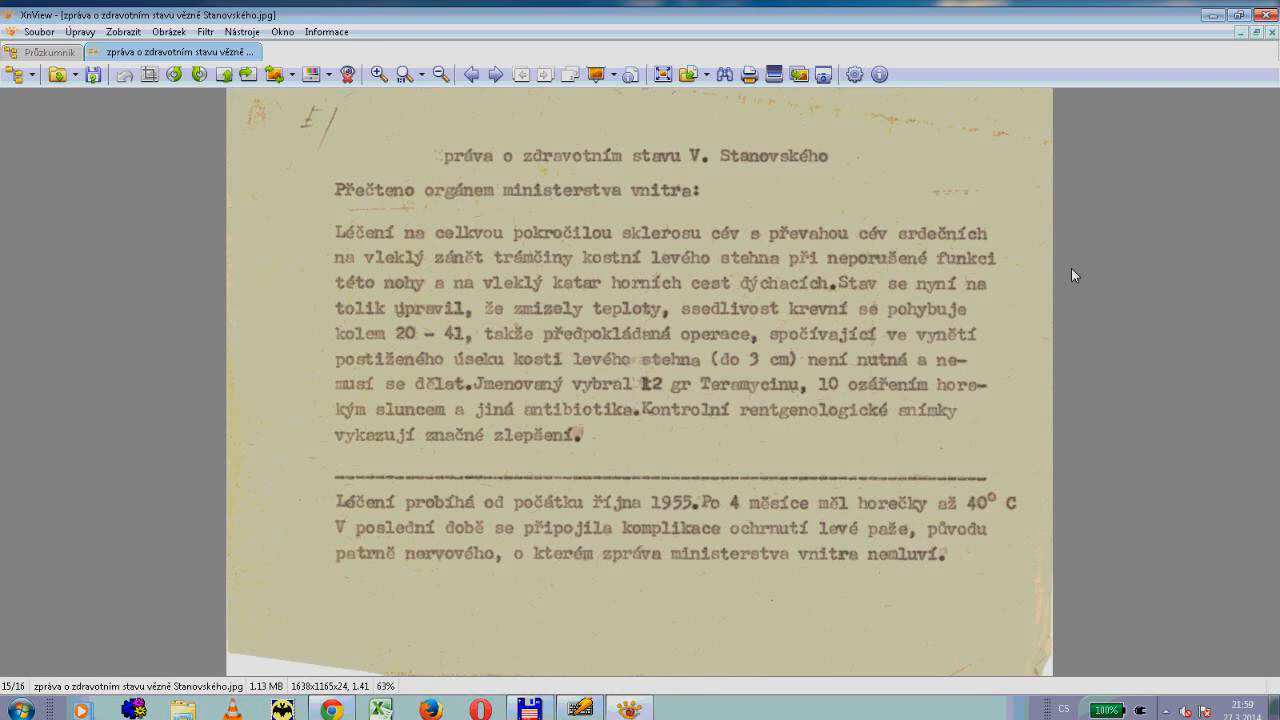 XnView - [zpráva o zdravotním stavu vězně Stanovského.jpg]
Soubor Úpravy Zobrazit Obrázek Filtr Nástroje Okno Informace
Průzkumník zpráva o zdravotním stavu vězně ...
I/
práva o zdravotním stavu V. Stanovského
Přečteno orgánem ministerstva vnitra:
Léčení na celkvou pokročilou sklerosu cév s převahou cév srdečních
na vleklý zánět trámčiny kostní levého stehna při neporušené funkci
této nohy a na vleklý katar horních cest dýchacích.Stav se nyní na
tolik upravil, že zmizely teploty, ssedlivost krevní se pohybuje
kolem 20 - 41, takže předpokládaná operace, spočívající ve vynětí
postiženého úseku kosti levého stehna (do 3 cm) není nutná a ne-
musí se dělat.Jmenovaný vybral 12 gr Teramycinu, 10 ozářením hors-
kým sluncem a jiná antibiotika.Kontrolní rentgenologické snímky
vykazují značné zlepšení.
Léčení probíhá od počátku října 1955.Po 4 měsíce měl horečky až 40° C
V poslední době se připojila komplikace ochrnutí levé paže, původu
patrně nervového, o kterém zpráva ministerstva vnitra nemluví.
15/16 zpráva o zdravotním stavu vězně Stanovského.jpg 1.13 MB 1630x1165x24, 1.41 63%
CS 100% 21:59
27.3.2014